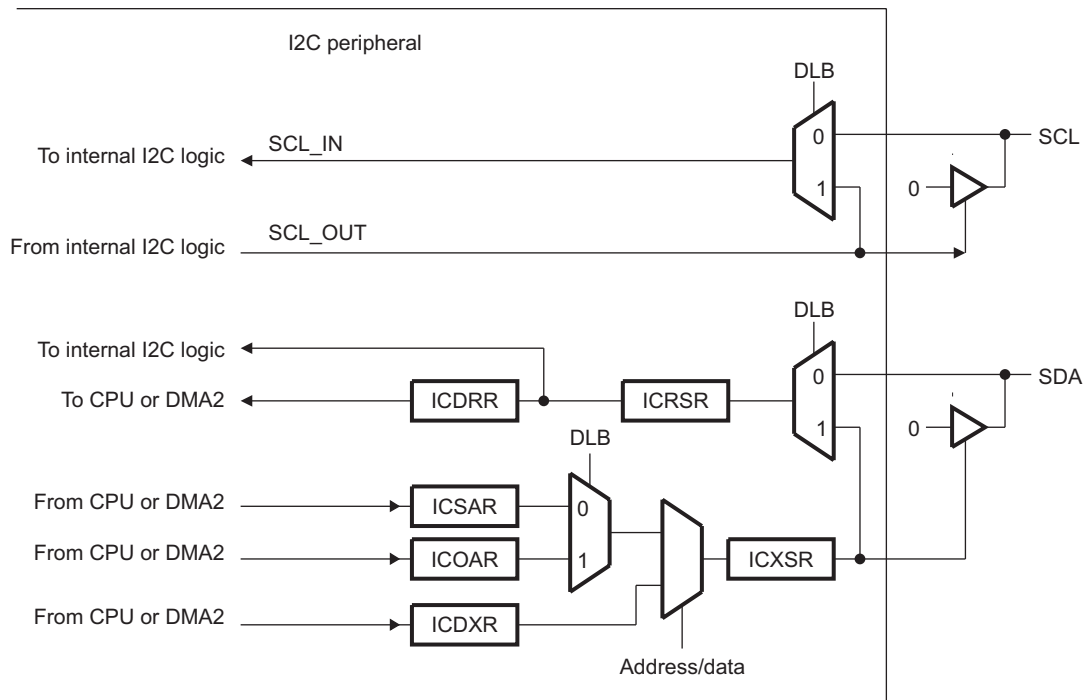 I2C peripheral
DLB
0
SCL_IN
SCL
To internal I2C logic
1
0
SCL_OUT
From internal I2C logic
DLB
To internal I2C logic
0
SDA
To CPU or DMA2
ICDRR
ICRSR
1
0
DLB
From CPU or DMA2
ICSAR
0
From CPU or DMA2
ICOAR
1
ICXSR
From CPU or DMA2
ICDXR
Address/data